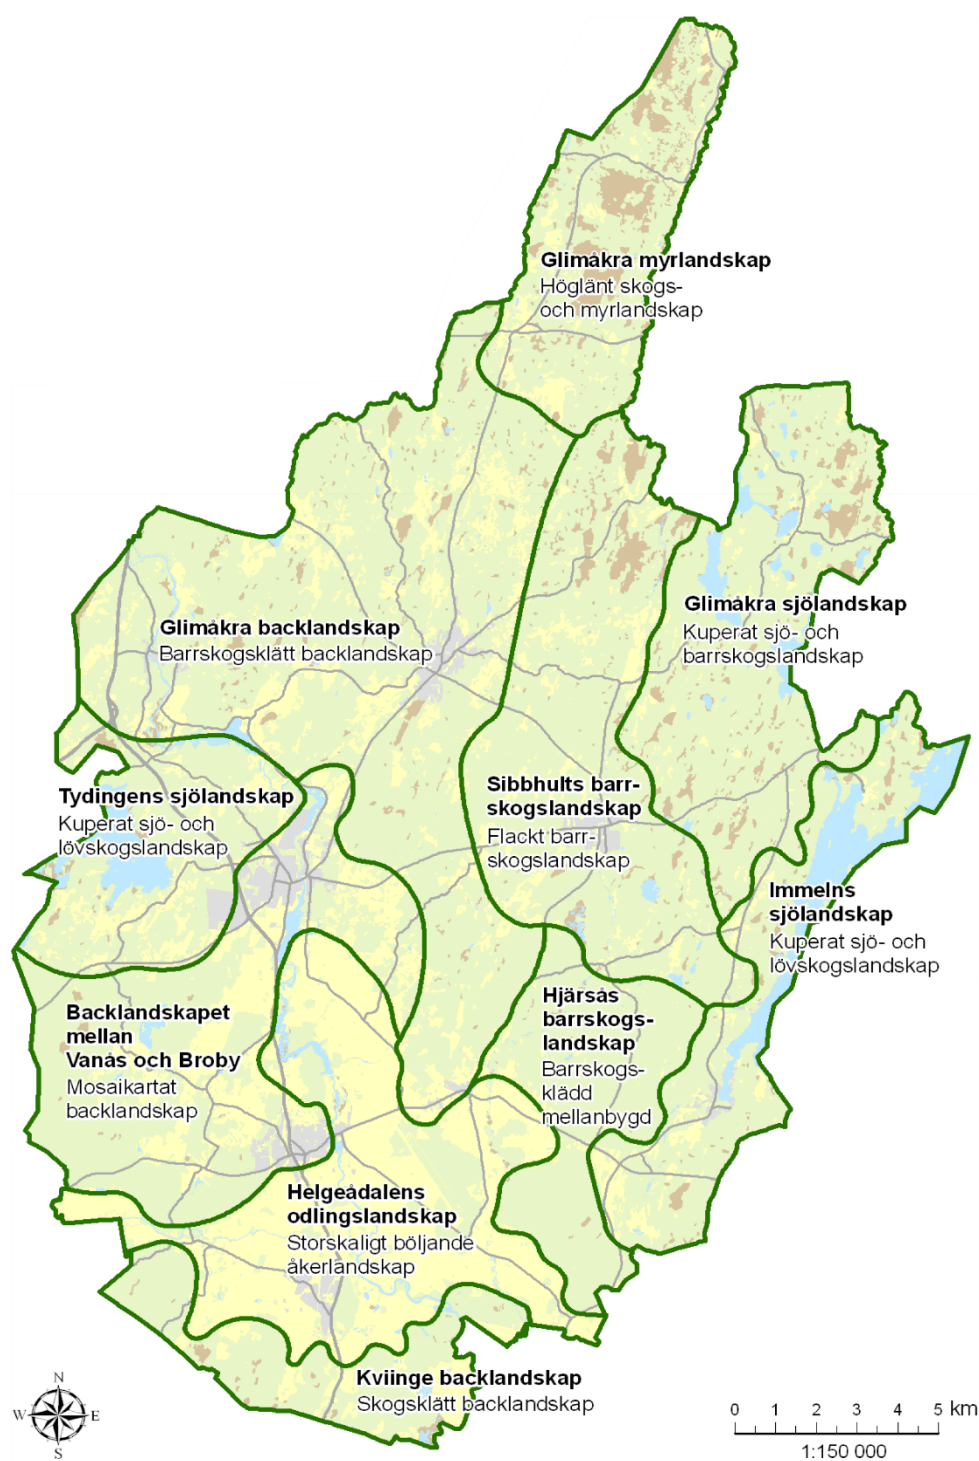 Glimåkra myrlandskap
Höglänt skogs-
och myrlandskap
Glimåkra sjölandskap
Kuperat sjö- och
barrskogslandskap
Glimåkra backlandskap
Barrskogsklätt backlandskap
Tydingens sjölandskap
Kuperat sjö- och
lövskogslandskap
Sibbhults barr-
skogslandskap
Flackt barr-
skogslandskap
Immelns
sjölandskap
Kuperat sjö- och
lövskogslandskap
Backlandskapet
mellan
Vanås och Broby
Mosaikartat
backlandskap
Hjärsås
barrskogs-
landskap
Barrskogs-
klädd
mellanbygd
Helgeådalens
odlingslandskap
Storskaligt böljande
åkerlandskap
Kviinge backlandskap
Skogsklätt backlandskap
N
W E
S
0 1 2 3 4 5 km
1:150 000